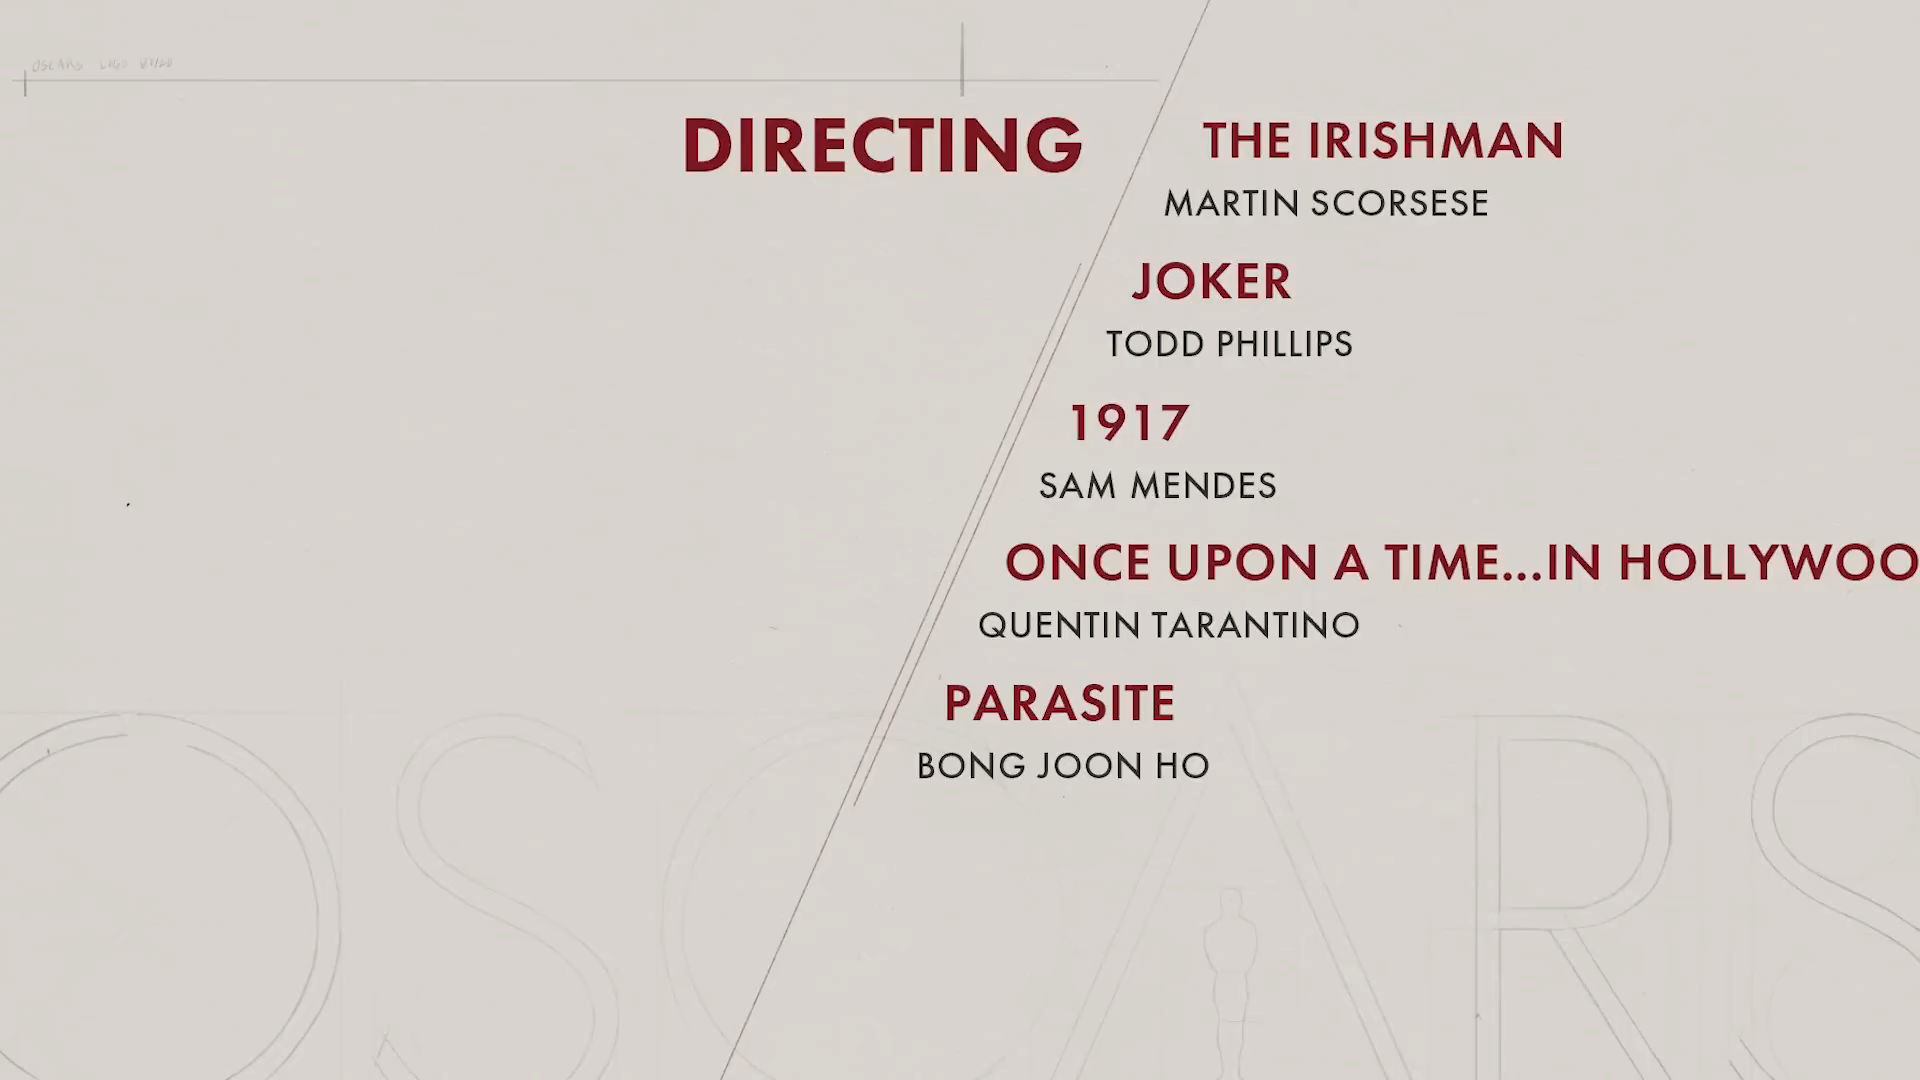 DIRECTING
THE IRISHMAN
MARTIN SCORSESE
JOKER
TODD PHILLIPS
1917
SAM MENDES
ONCE UPON A TIME...IN HOLLYWOO
QUENTIN TARANTINO
PARASITE
BONG JOON HO
OSCARS